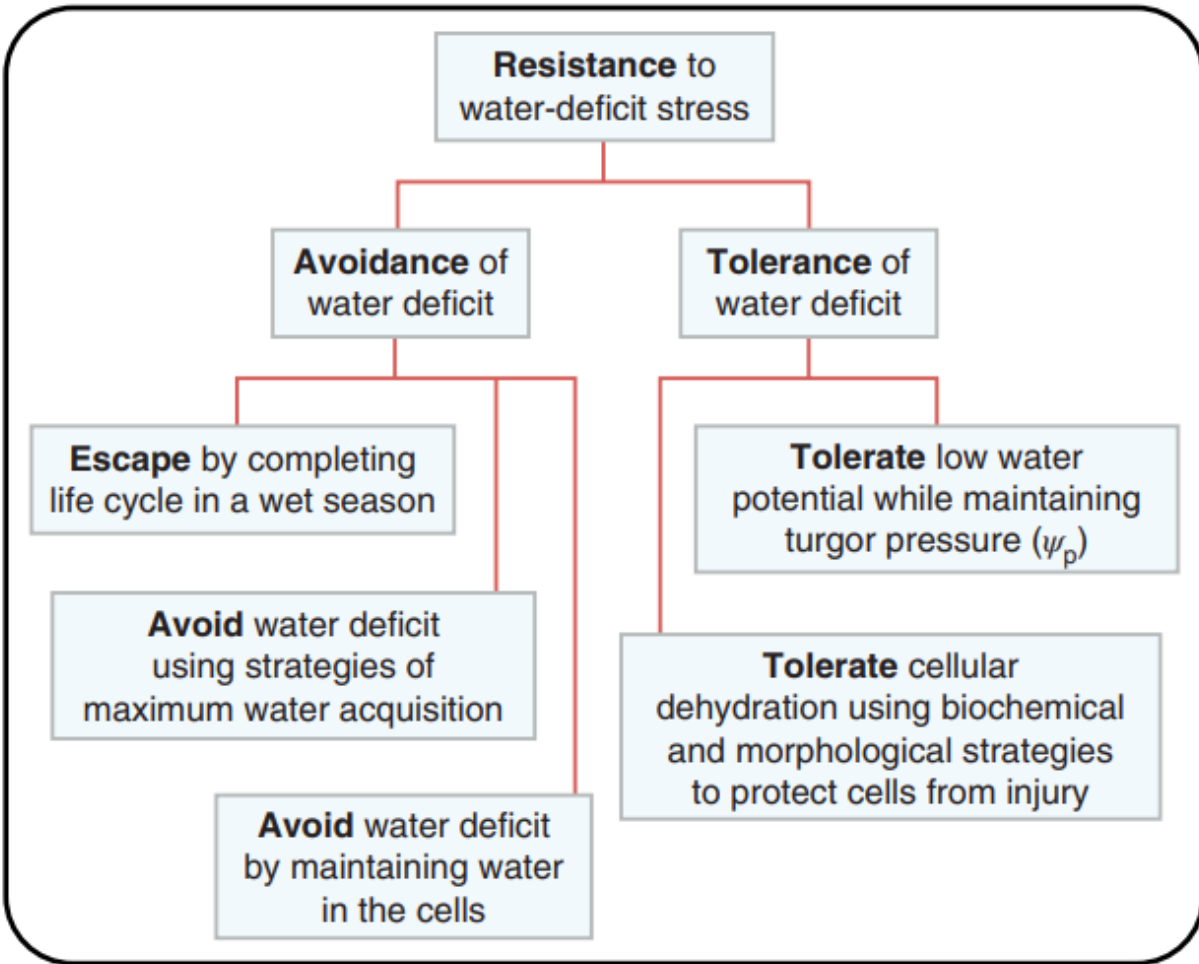 Resistance to
water-deficit stress
Avoidance of
water deficit
Tolerance of
water deficit
Escape by completing
life cycle in a wet season
Avoid water deficit
using strategies of
maximum water acquisition
Avoid water deficit
by maintaining water
in the cells
Tolerate low water
potential while maintaining
turgor pressure (ψp)
Tolerate cellular
dehydration using biochemical
and morphological strategies
to protect cells from injury